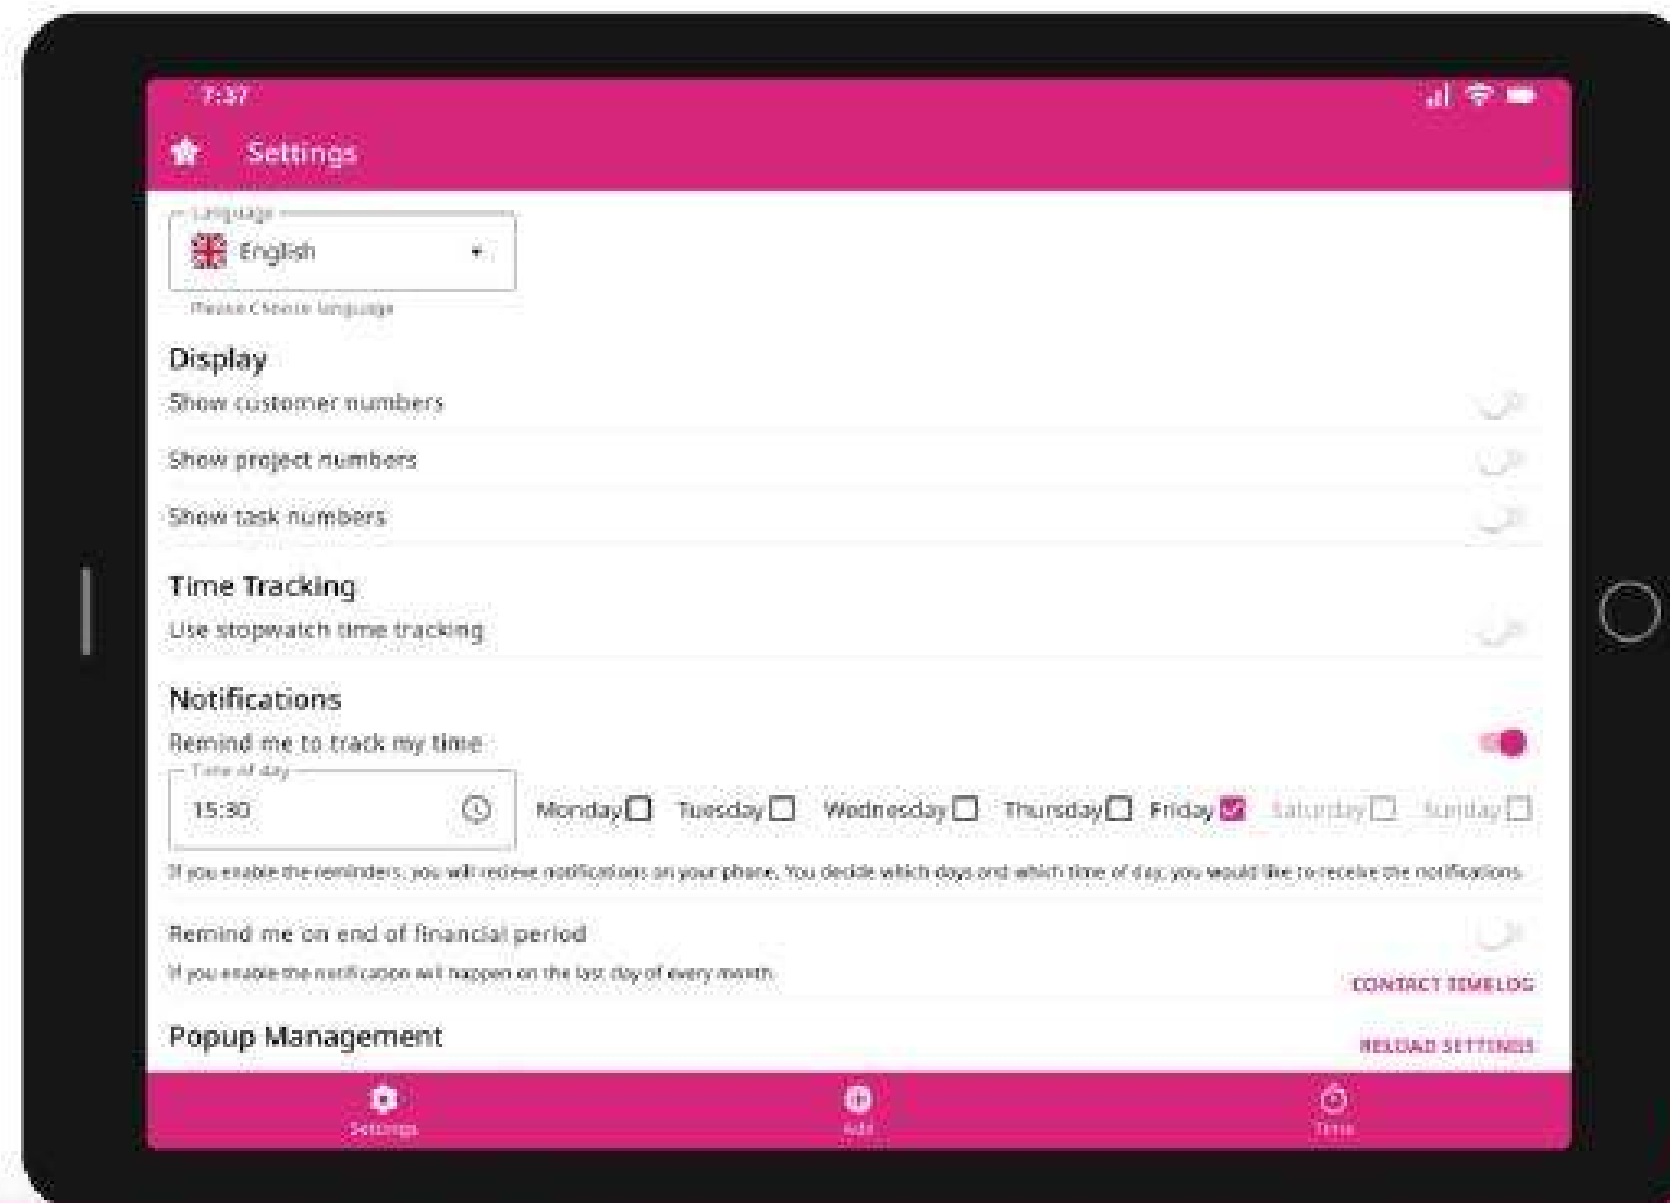 7:37
Settings
Language
English
Please Choose language
Display
Show customer numbers
Show project numbers
Show task numbers
Time Tracking
Use stopwatch time tracking
Notifications
Remind me to track my time
Time of day
15:30 Monday Tuesday Wednesday Thursday Friday Saturday Sunday
If you enable the reminders, you will recieve notifications on your phone. You decide which days and which time of day, you would like to receive the notifications.
Remind me on end of financial period
If you enable the notification will happen on the last day of every month.
CONTACT TIMELOG
Popup Management
RELOAD SETTINGS
Settings Add Time